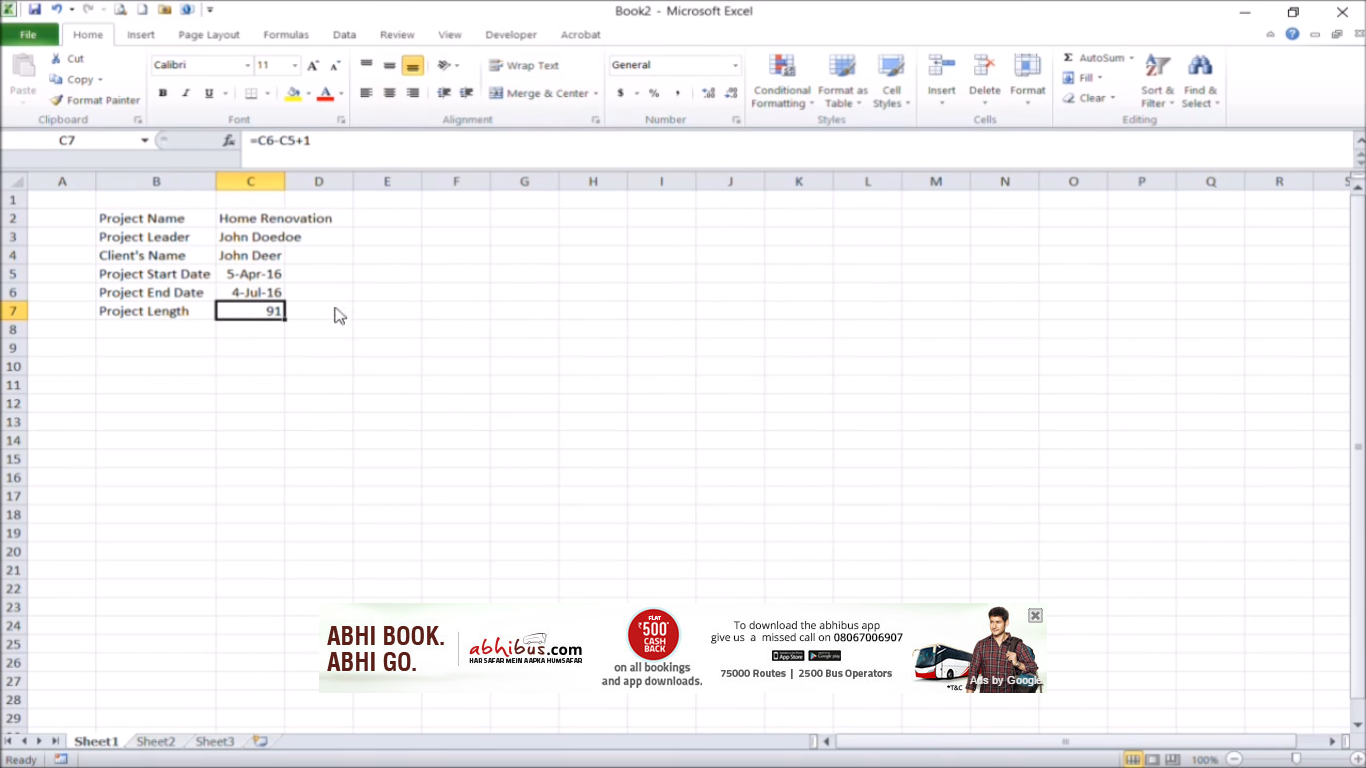 Book2 - Microsoft Excel
File Home Insert Page Layout Formulas Data Review View Developer Acrobat
Paste
Cut
Copy
Format Painter
Clipboard
Calibri 11
B I U
Font
Wrap Text
Merge & Center
Alignment
General
$ % ,
Number
Conditional Formatting
Format as Table
Cell Styles
Styles
Insert Delete Format
Cells
Σ AutoSum
Fill
Clear
Sort & Filter
Find & Select
Editing
C7 fx =C6-C5+1
A B C D E F G H I J K L M N O P Q R S
1
2 Project Name Home Renovation
3 Project Leader John Doedoe
4 Client's Name John Deer
5 Project Start Date 5-Apr-16
6 Project End Date 4-Jul-16
7 Project Length 91
8
9
10
11
12
13
14
15
16
17
18
19
20
21
22
23
24
25
26
27
28
29
ABHI BOOK.
ABHI GO.
abhibus.com
HAR SAFAR MEIN AAPKA HUMSAFAR
FLAT
₹500*
CASH
BACK
on all bookings
and app downloads.
To download the abhibus app
give us a missed call on 08067006907
App Store Google play
75000 Routes | 2500 Bus Operators
*T&C
Ads by Google
Sheet1 Sheet2 Sheet3
Ready 100%